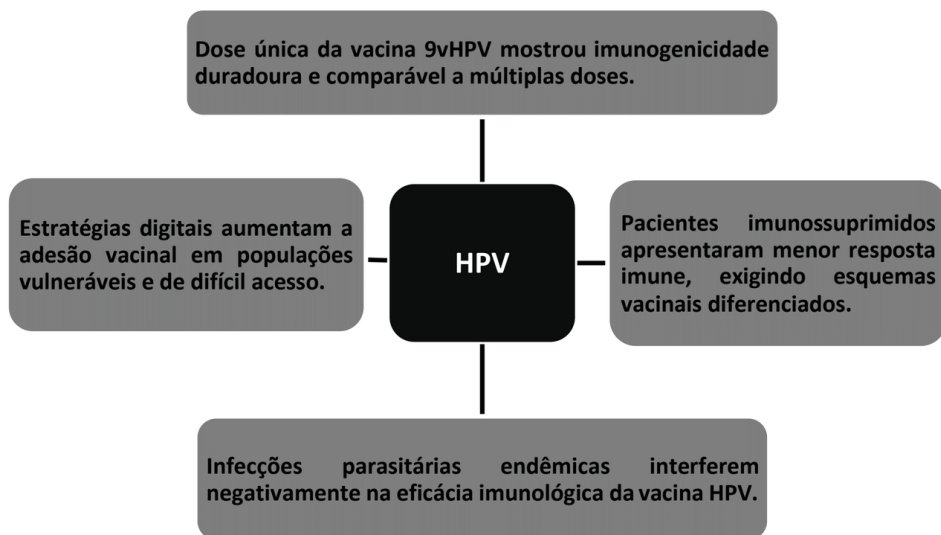 Dose única da vacina 9vHPV mostrou imunogenicidade
duradoura e comparável a múltiplas doses.
Estratégias digitais aumentam a
adesão vacinal em populações
vulneráveis e de difícil acesso.
HPV
Pacientes imunossuprimidos
apresentaram menor resposta
imune, exigindo esquemas
vacinais diferenciados.
Infecções parasitárias endêmicas interferem
negativamente na eficácia imunológica da vacina HPV.